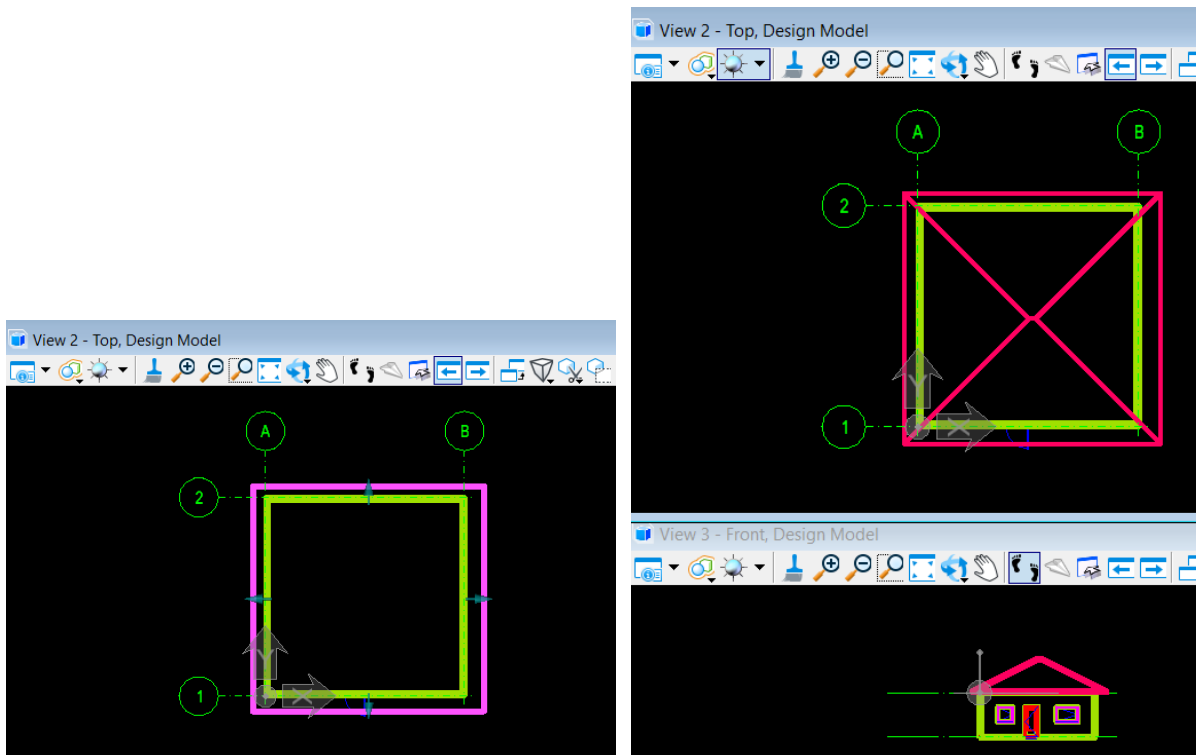 View 2 - Top, Design Model
A
B
2
1
Y
X
View 2 - Top, Design Model
A
B
2
1
Y
X
View 3 - Front, Design Model